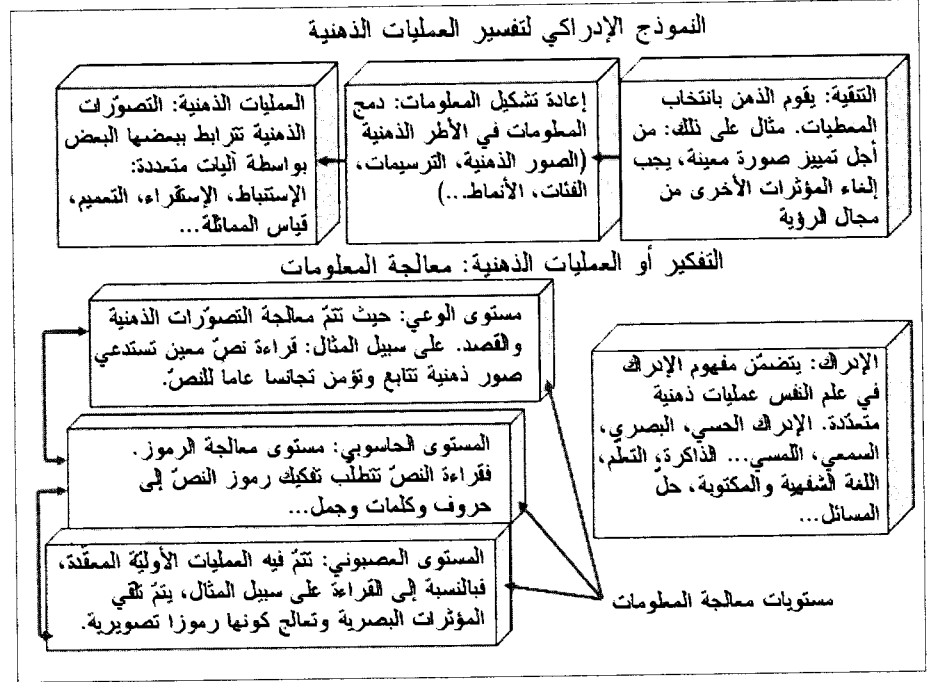 النموذج الإدراكي لتفسير العمليات الذهنية
التنقية: يقوم الذهن بانتخاب
المعطيات. مثال على ذلك: من
أجل تمييز صورة معينة، يجب
إلغاء المؤثرات الأخرى من
مجال الرؤية
إعادة تشكيل المعلومات: دمج
المعلومات في الأطر الذهنية
(الصور الذهنية، الترسيمات،
الفئات، الأنماط...)
العمليات الذهنية: التصوّرات
الذهنية تترابط ببعضها البعض
بواسطة آليات متعددة:
الإستنباط، الإستقراء، التعميم،
قياس المماثلة...
التفكير أو العمليات الذهنية: معالجة المعلومات
الإدراك: يتضمّن مفهوم الإدراك
في علم النفس عمليات ذهنية
متعدّدة. الإدراك الحسي، البصري،
السمعي، اللمسي... الذاكرة، التعلّم،
اللغة الشفهية والمكتوبة، حلّ
المسائل...
مستوى الوعي: حيث تتمّ معالجة التصوّرات الذهنية
والقصد. على سبيل المثال: قراءة نصّ معين تستدعي
صور ذهنية تتابع وتؤمن تجانسا عاما للنصّ.
المستوى الحاسوبي: مستوى معالجة الرموز.
فقراءة النصّ تتطلّب تفكيك رموز النصّ إلى
حروف وكلمات وجمل...
المستوى العصبوني: تتمّ فيه العمليات الأوليّة المعقّدة،
فبالنسبة إلى القراءة على سبيل المثال، يتمّ تلقي
المؤثرات البصرية وتعالج كونها رموزا تصويرية.
مستويات معالجة المعلومات